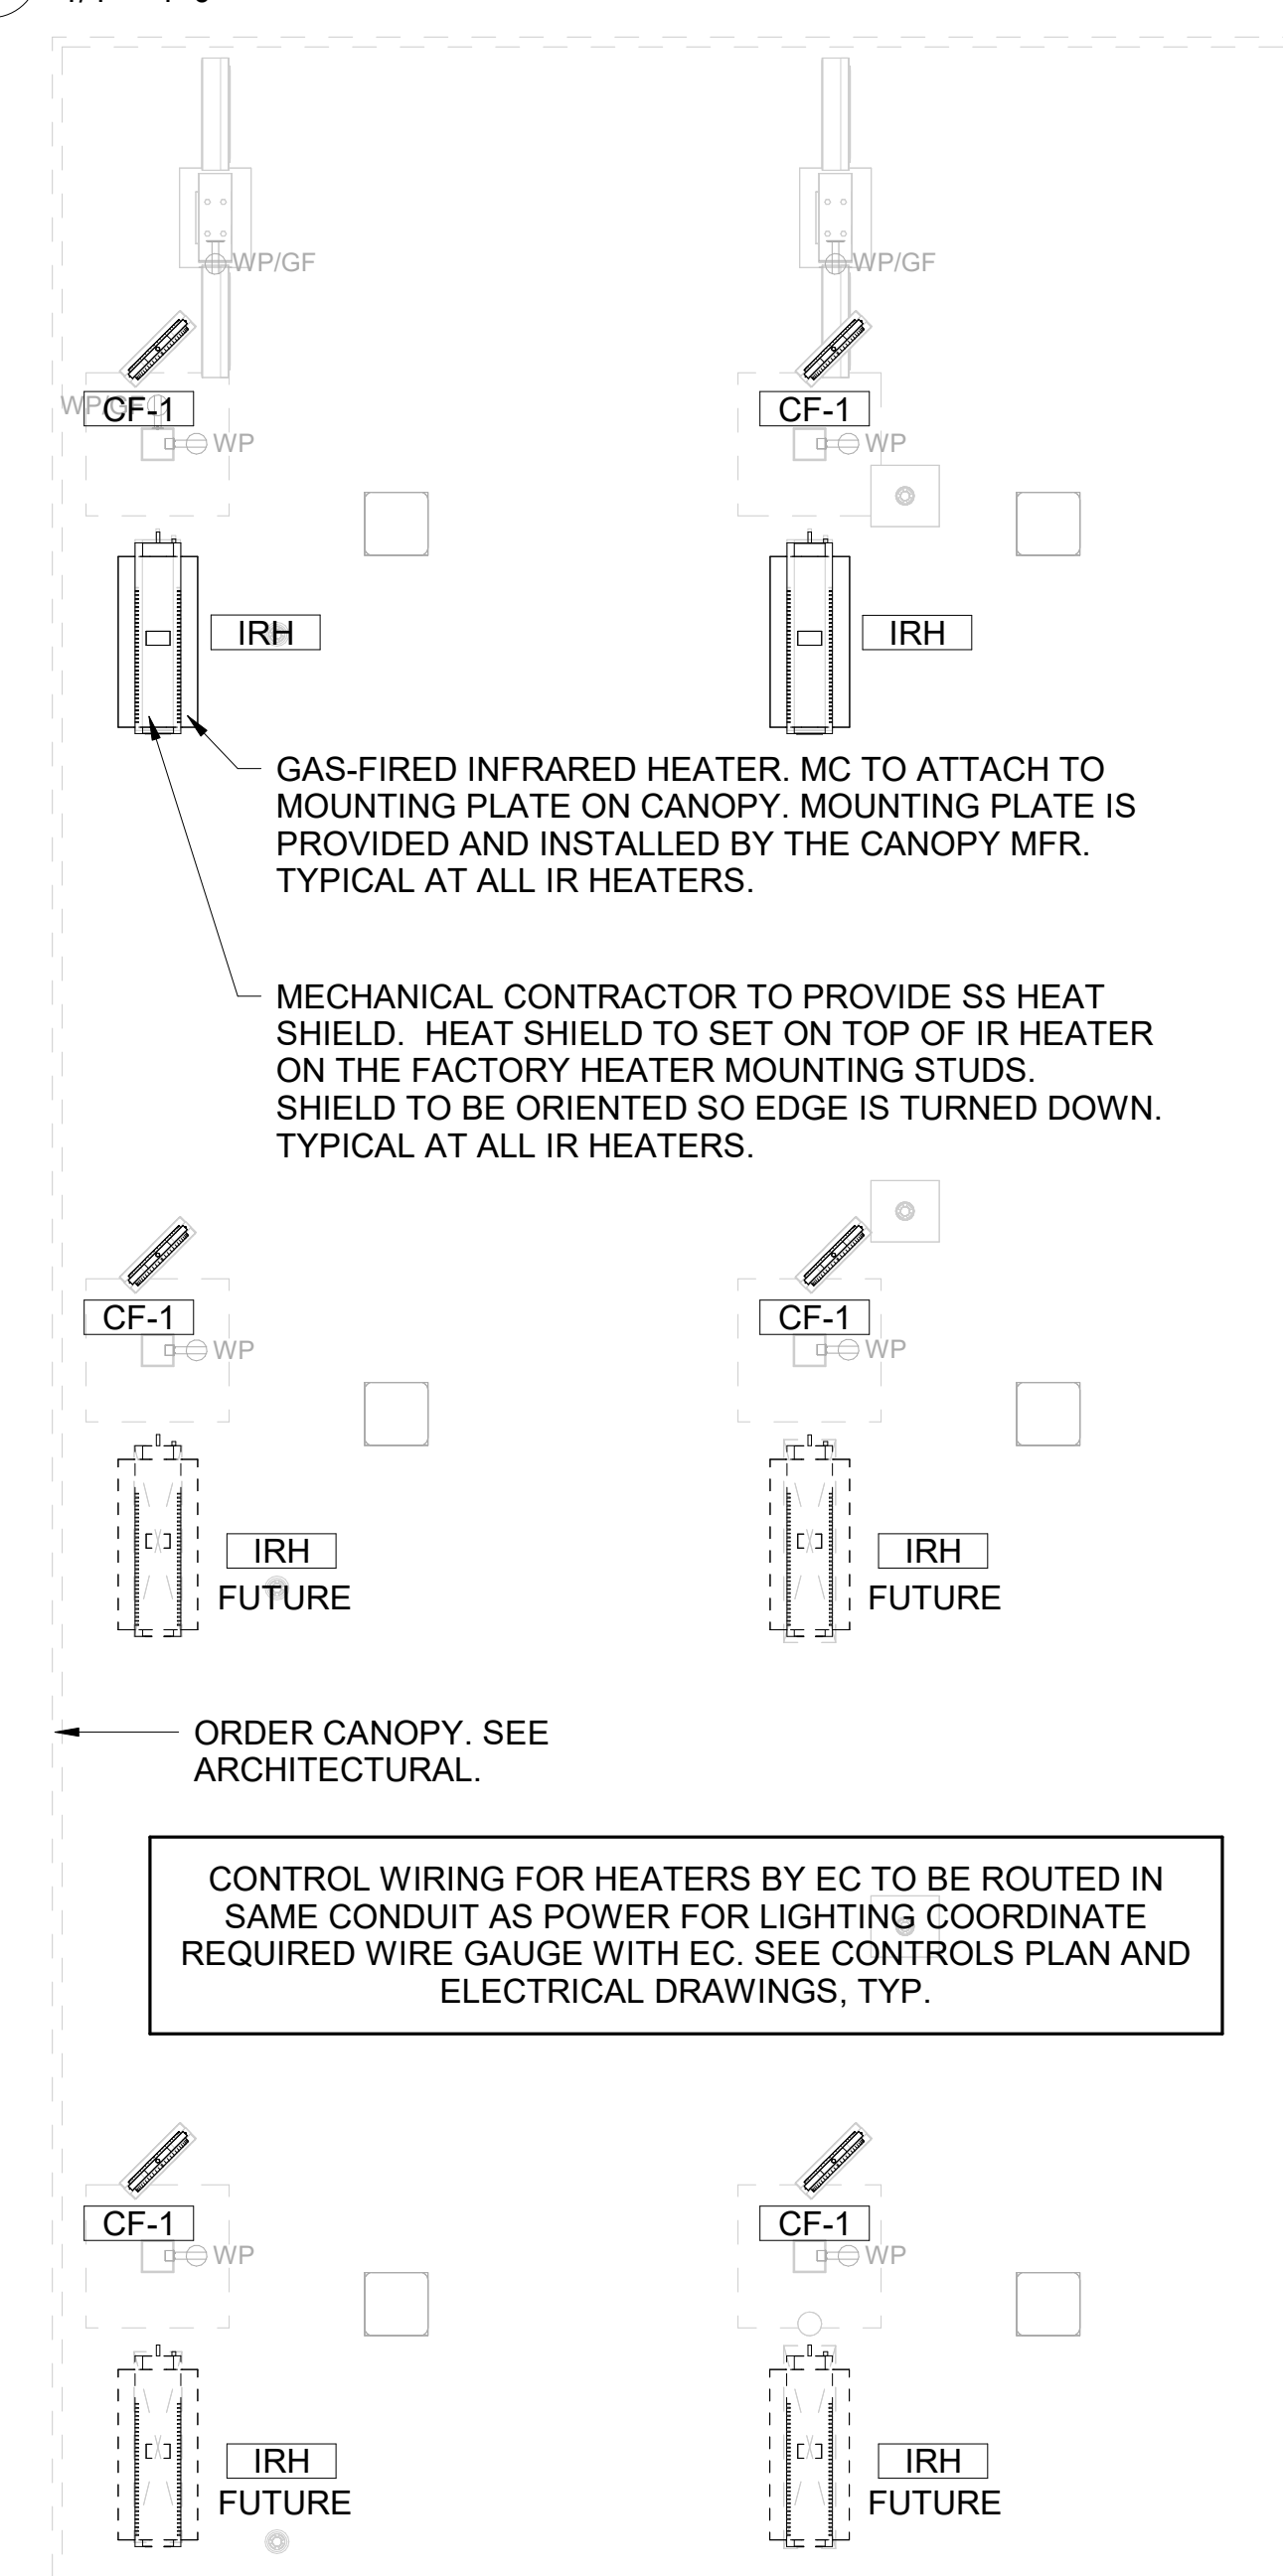 WP/GF WP/GF
CF-1 CF-1
WP/GF
WP WP
IRH IRH
GAS-FIRED INFRARED HEATER. MC TO ATTACH TO
MOUNTING PLATE ON CANOPY. MOUNTING PLATE IS
PROVIDED AND INSTALLED BY THE CANOPY MFR.
TYPICAL AT ALL IR HEATERS.
MECHANICAL CONTRACTOR TO PROVIDE SS HEAT
SHIELD. HEAT SHIELD TO SET ON TOP OF IR HEATER
ON THE FACTORY HEATER MOUNTING STUDS.
SHIELD TO BE ORIENTED SO EDGE IS TURNED DOWN.
TYPICAL AT ALL IR HEATERS.
CF-1 CF-1
WP WP
IRH IRH
FUTURE FUTURE
ORDER CANOPY. SEE
ARCHITECTURAL.
CONTROL WIRING FOR HEATERS BY EC TO BE ROUTED IN
SAME CONDUIT AS POWER FOR LIGHTING COORDINATE
REQUIRED WIRE GAUGE WITH EC. SEE CONTROLS PLAN AND
ELECTRICAL DRAWINGS, TYP.
CF-1 CF-1
WP WP
IRH IRH
FUTURE FUTURE